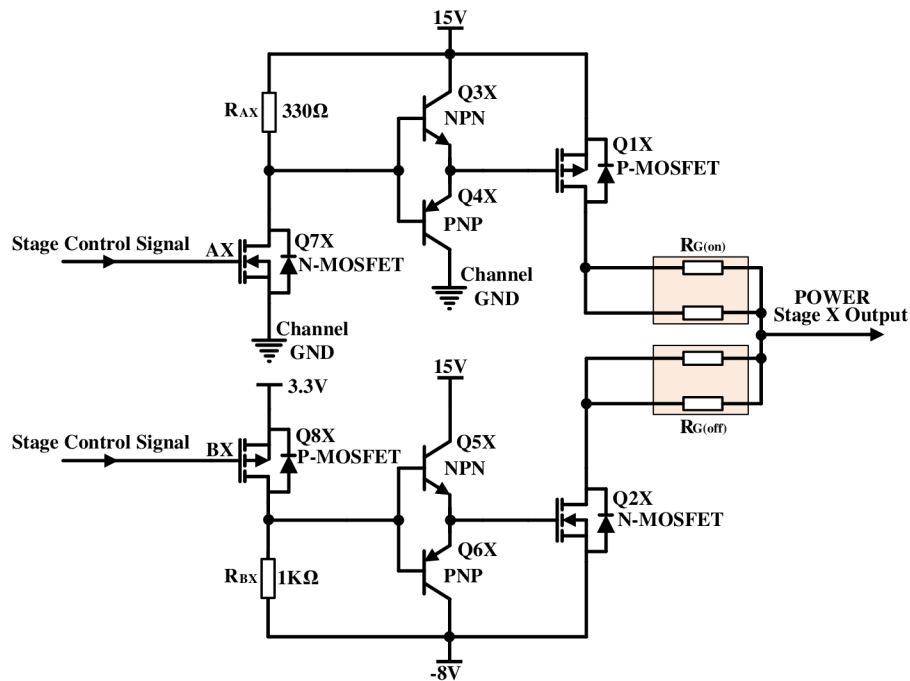 15V
Q3X
NPN
RAX 330Ω
Q1X
P-MOSFET
Q4X
PNP
Stage Control Signal
AX
Q7X
N-MOSFET
Channel
GND
RG(on)
POWER
Stage X Output
Channel
GND
15V
3.3V
RG(off)
Stage Control Signal
BX
Q8X
P-MOSFET
Q5X
NPN
Q2X
N-MOSFET
Q6X
PNP
RBX 1KΩ
-8V